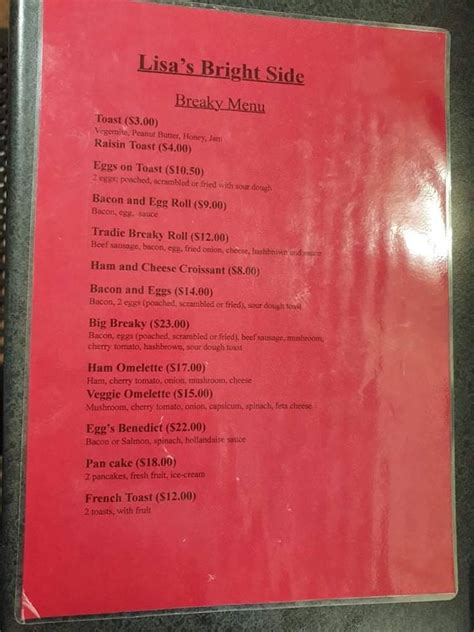 Lisa's Bright Side
Breaky Menu
Toast ($3.00)
Vegemite, Peanut Butter, Honey, Jam
Raisin Toast ($4.00)
Eggs on Toast ($10.50)
2 eggs; poached, scrambled or fried with sour dough
Bacon and Egg Roll ($9.00)
Bacon, egg, sauce
Tradie Breaky Roll ($12.00)
Beef sausage, bacon, egg, fried onion, cheese, hashbrown and sauce
Ham and Cheese Croissant ($8.00)
Bacon and Eggs ($14.00)
Bacon, 2 eggs (poached, scrambled or fried), sour dough toast
Big Breaky ($23.00)
Bacon, eggs (poached, scrambled or fried), beef sausage, mushroom,
cherry tomato, hashbrown, sour dough toast
Ham Omelette ($17.00)
Ham, cherry tomato, onion, mushroom, cheese
Veggie Omelette ($15.00)
Mushroom, cherry tomato, onion, capsicum, spinach, feta cheese
Egg's Benedict ($22.00)
Bacon or Salmon, spinach, hollandaise sauce
Pan cake ($18.00)
2 pancakes, fresh fruit, ice-cream
French Toast ($12.00)
2 toasts, with fruit